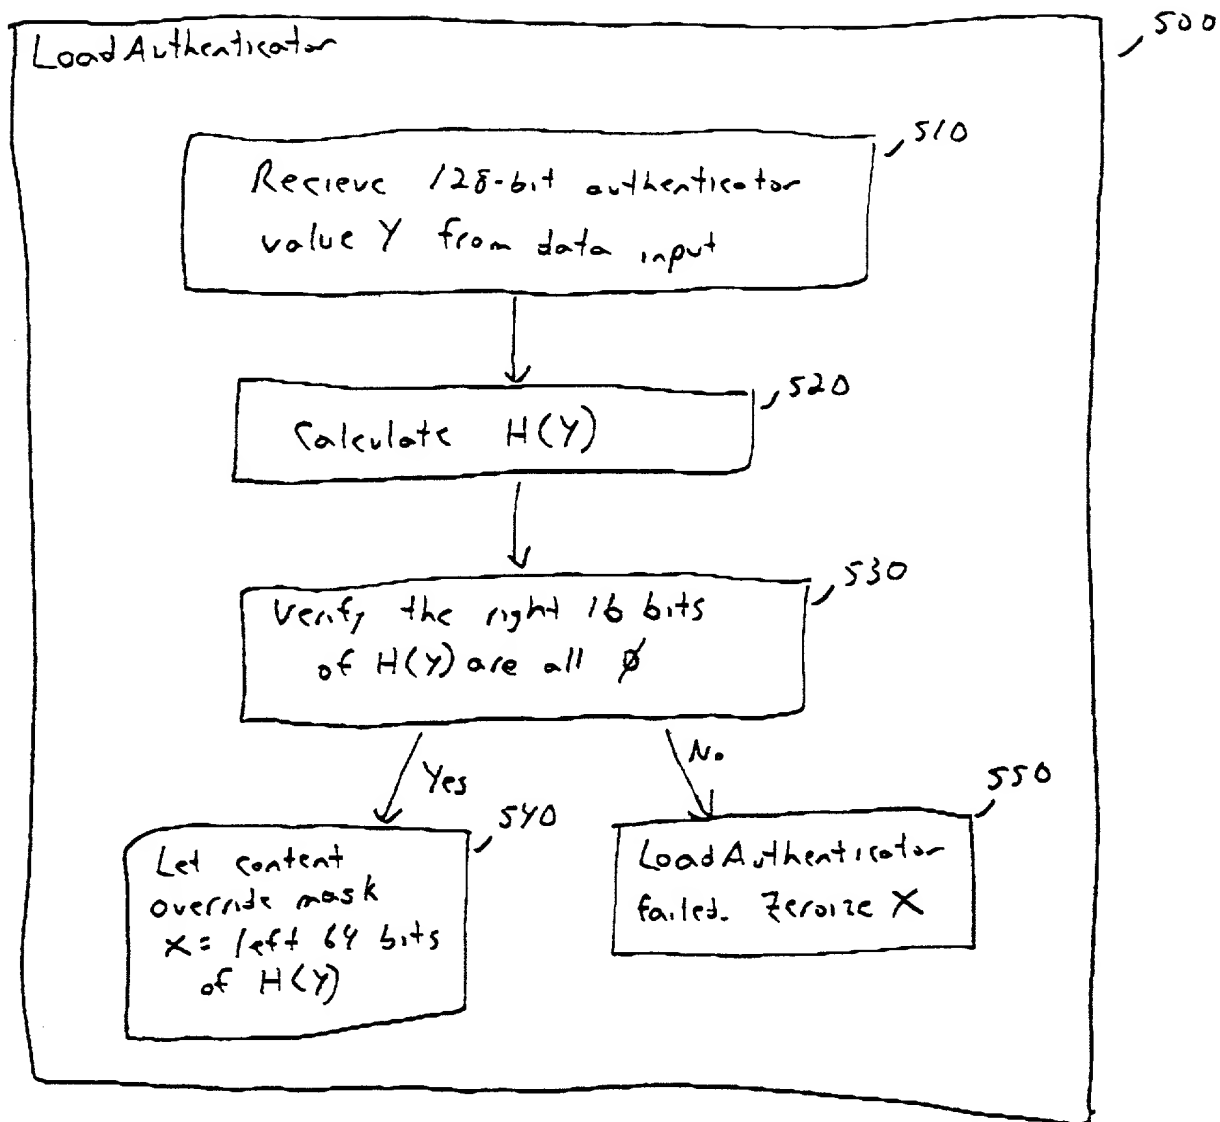 500
Load Authenticator
510
Recieve 128-bit authenticator
value Y from data input
520
Calculate H(Y)
530
Verify the right 16 bits
of H(Y) are all 0
Yes
No
540
Let content
override mask
X = left 64 bits
of H(Y)
550
Load Authenticator
failed. Zeroize X